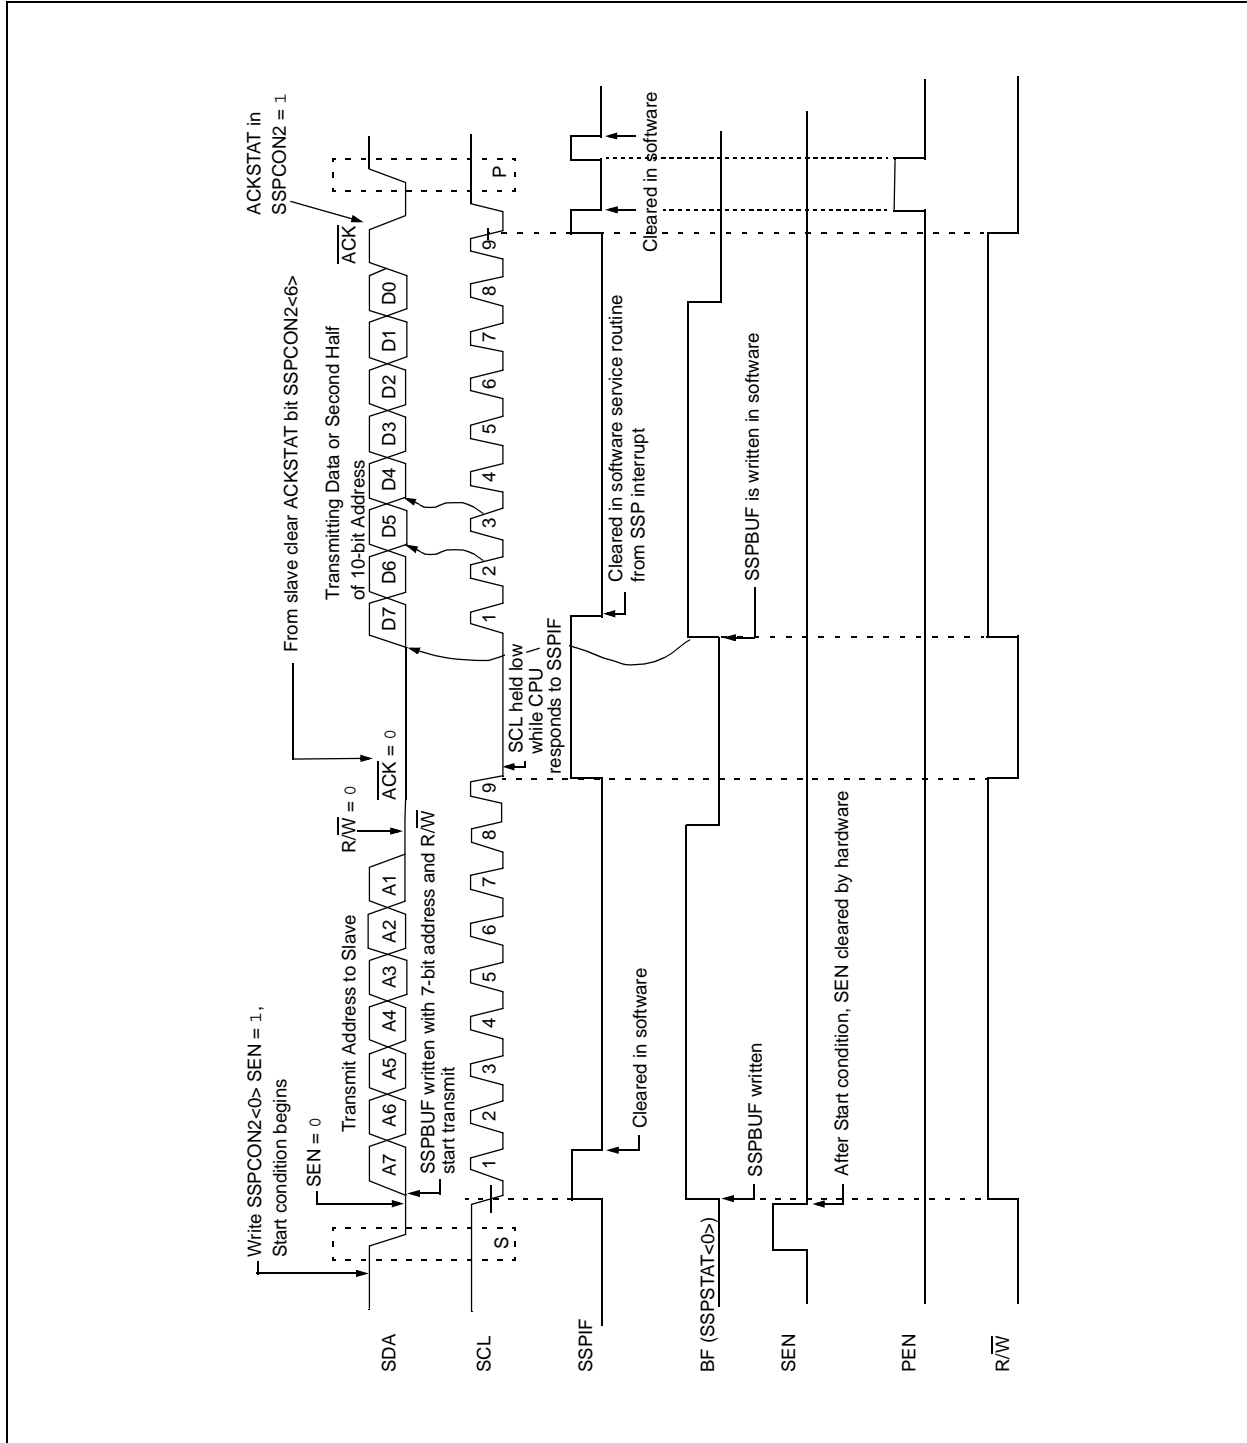 Write SSPCON2<0> SEN = 1,
Start condition begins
SEN = 0
Transmit Address to Slave
R/W = 0
ACK = 0
From slave clear ACKSTAT bit SSPCON2<6>
Transmitting Data or Second Half
of 10-bit Address
ACK
ACKSTAT in
SSPCON2 = 1
SDA
A7 A6 A5 A4 A3 A2 A1
D7 D6 D5 D4 D3 D2 D1 D0
SSPBUF written with 7-bit address and R/W
start transmit
SCL
S
1 2 3 4 5 6 7 8 9
1 2 3 4 5 6 7 8 9
P
SCL held low
while CPU
responds to SSPIF
SSPIF
Cleared in software
Cleared in software service routine
from SSP interrupt
Cleared in software
BF (SSPSTAT<0>)
SSPBUF written
SSPBUF is written in software
SEN
After Start condition, SEN cleared by hardware
PEN
R/W